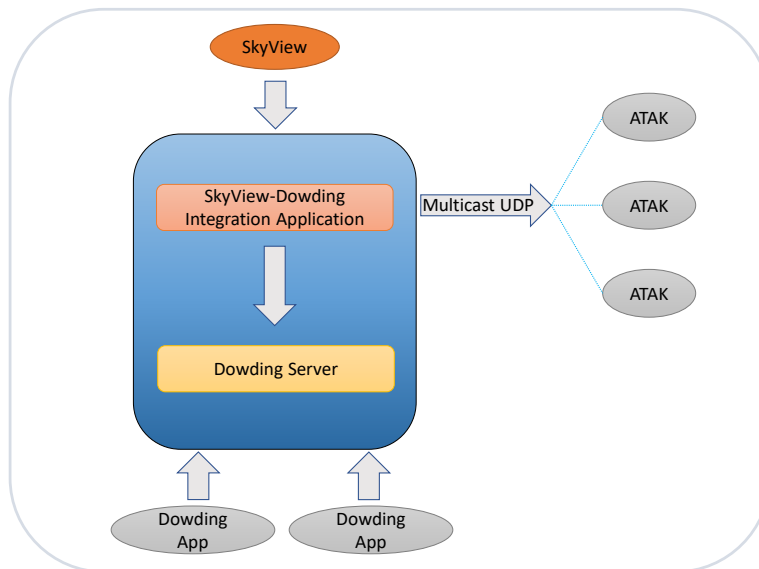 SkyView
ATAK
SkyView-Dowding
Integration Application
Multicast UDP
ATAK
ATAK
Dowding Server
Dowding
App
Dowding
App